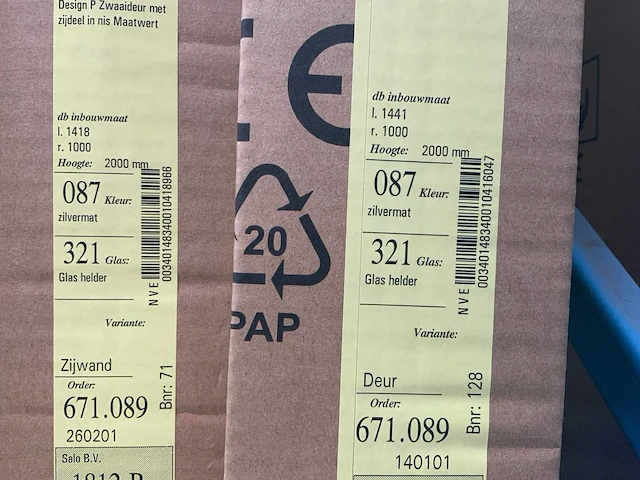 Design P Zwaaideur met
zijdeel in nis Maatwert
db inbouwmaat
l. 1418
r. 1000
Hoogte: 2000 mm
087 Kleur:
zilvermat
321 Glas:
Glas helder
NVE 00340148340010418966
Variante:
Zijwand
Order:
671.089
260201
Bnr: 71
Salo B.V.
CE
20
PAP
db inbouwmaat
l. 1441
r. 1000
Hoogte: 2000 mm
087 Kleur:
zilvermat
321 Glas:
Glas helder
NVE 00340148340010416047
Variante:
Deur
Order:
671.089
140101
Bnr: 128